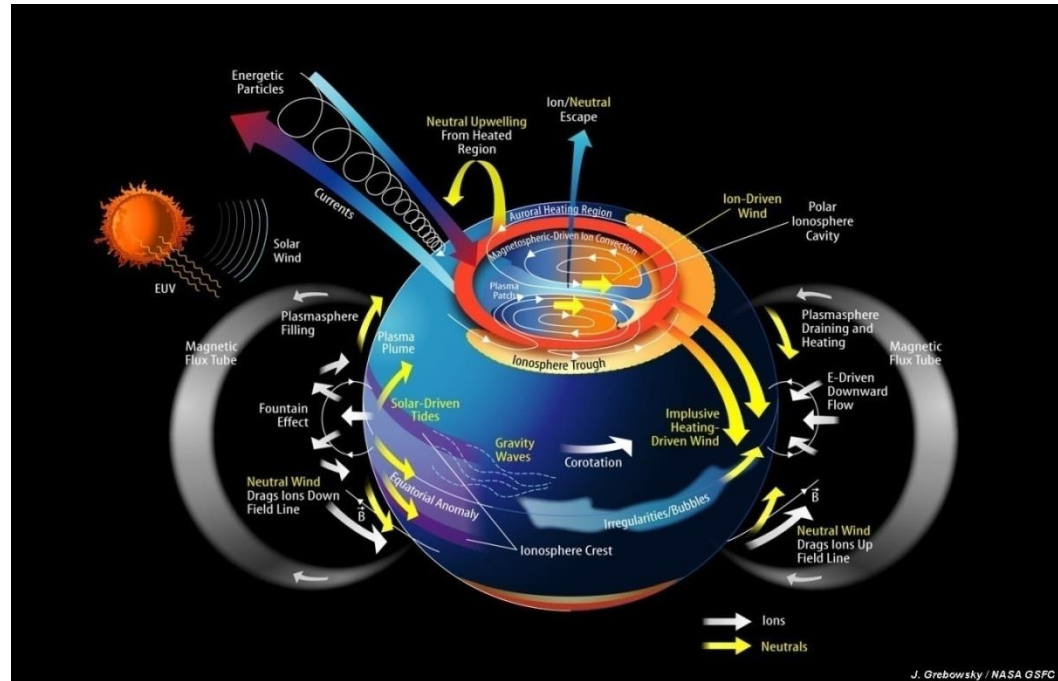 Energetic
Particles
Neutral Upwelling
From Heated
Region
Ion/Neutral
Escape
Currents
Auroral Heating Region
Ion-Driven
Wind
Polar
Ionosphere
Cavity
Magnetospheric-Driven Ion Convection
Solar
Wind
EUV
Plasma
Patch
Plasmasphere
Filling
Plasmasphere
Draining and
Heating
Magnetic
Flux Tube
Plasma
Plume
Ionosphere Trough
Magnetic
Flux Tube
E-Driven
Downward
Flow
Fountain
Effect
Solar-Driven
Tides
Implusive
Heating-
Driven Wind
Gravity
Waves
Corotation
Neutral Wind
Drags Ions Down
Field Line
B
Equatorial Anomaly
Irregularities/Bubbles
B
Ionosphere Crest
Neutral Wind
Drags Ions Up
Field Line
Ions
Neutrals
J. Grebowsky / NASA GSFC